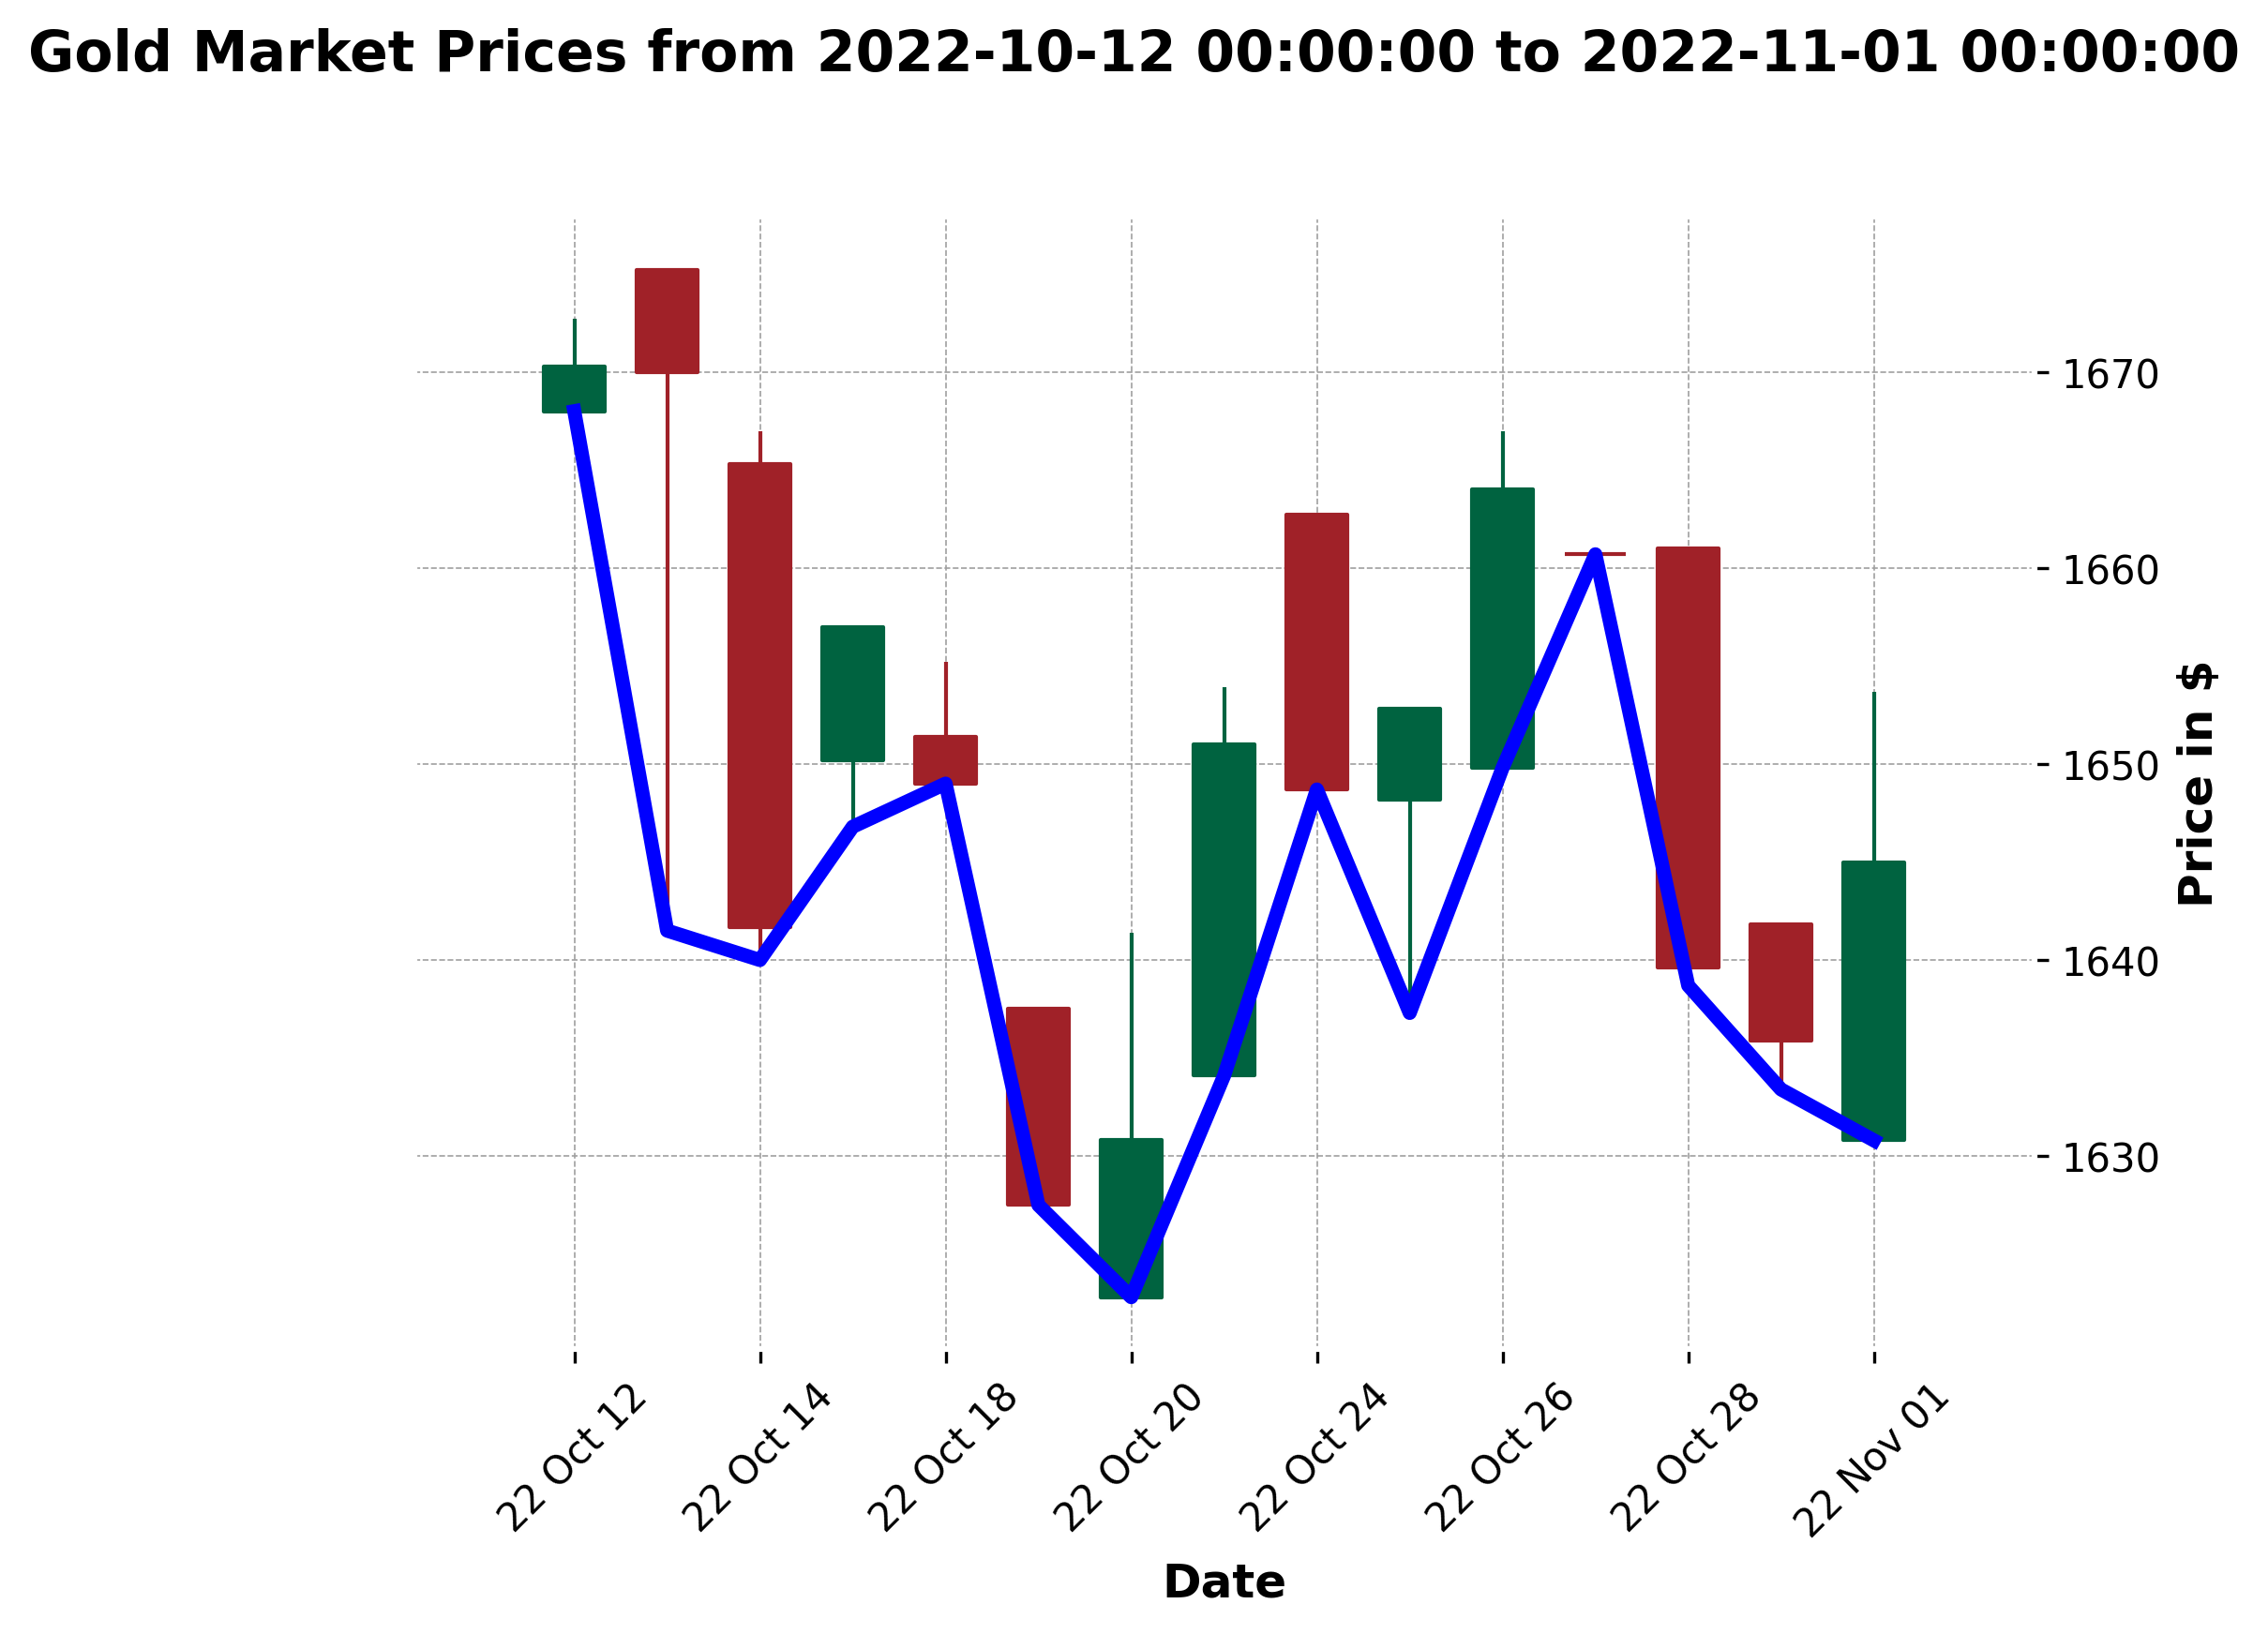 Gold Market Prices from 2022-10-12 00:00:00 to 2022-11-01 00:00:00
1670
1660
1650
1640
1630
Price in $
22 Oct 12
22 Oct 14
22 Oct 18
22 Oct 20
22 Oct 24
22 Oct 26
22 Oct 28
22 Nov 01
Date